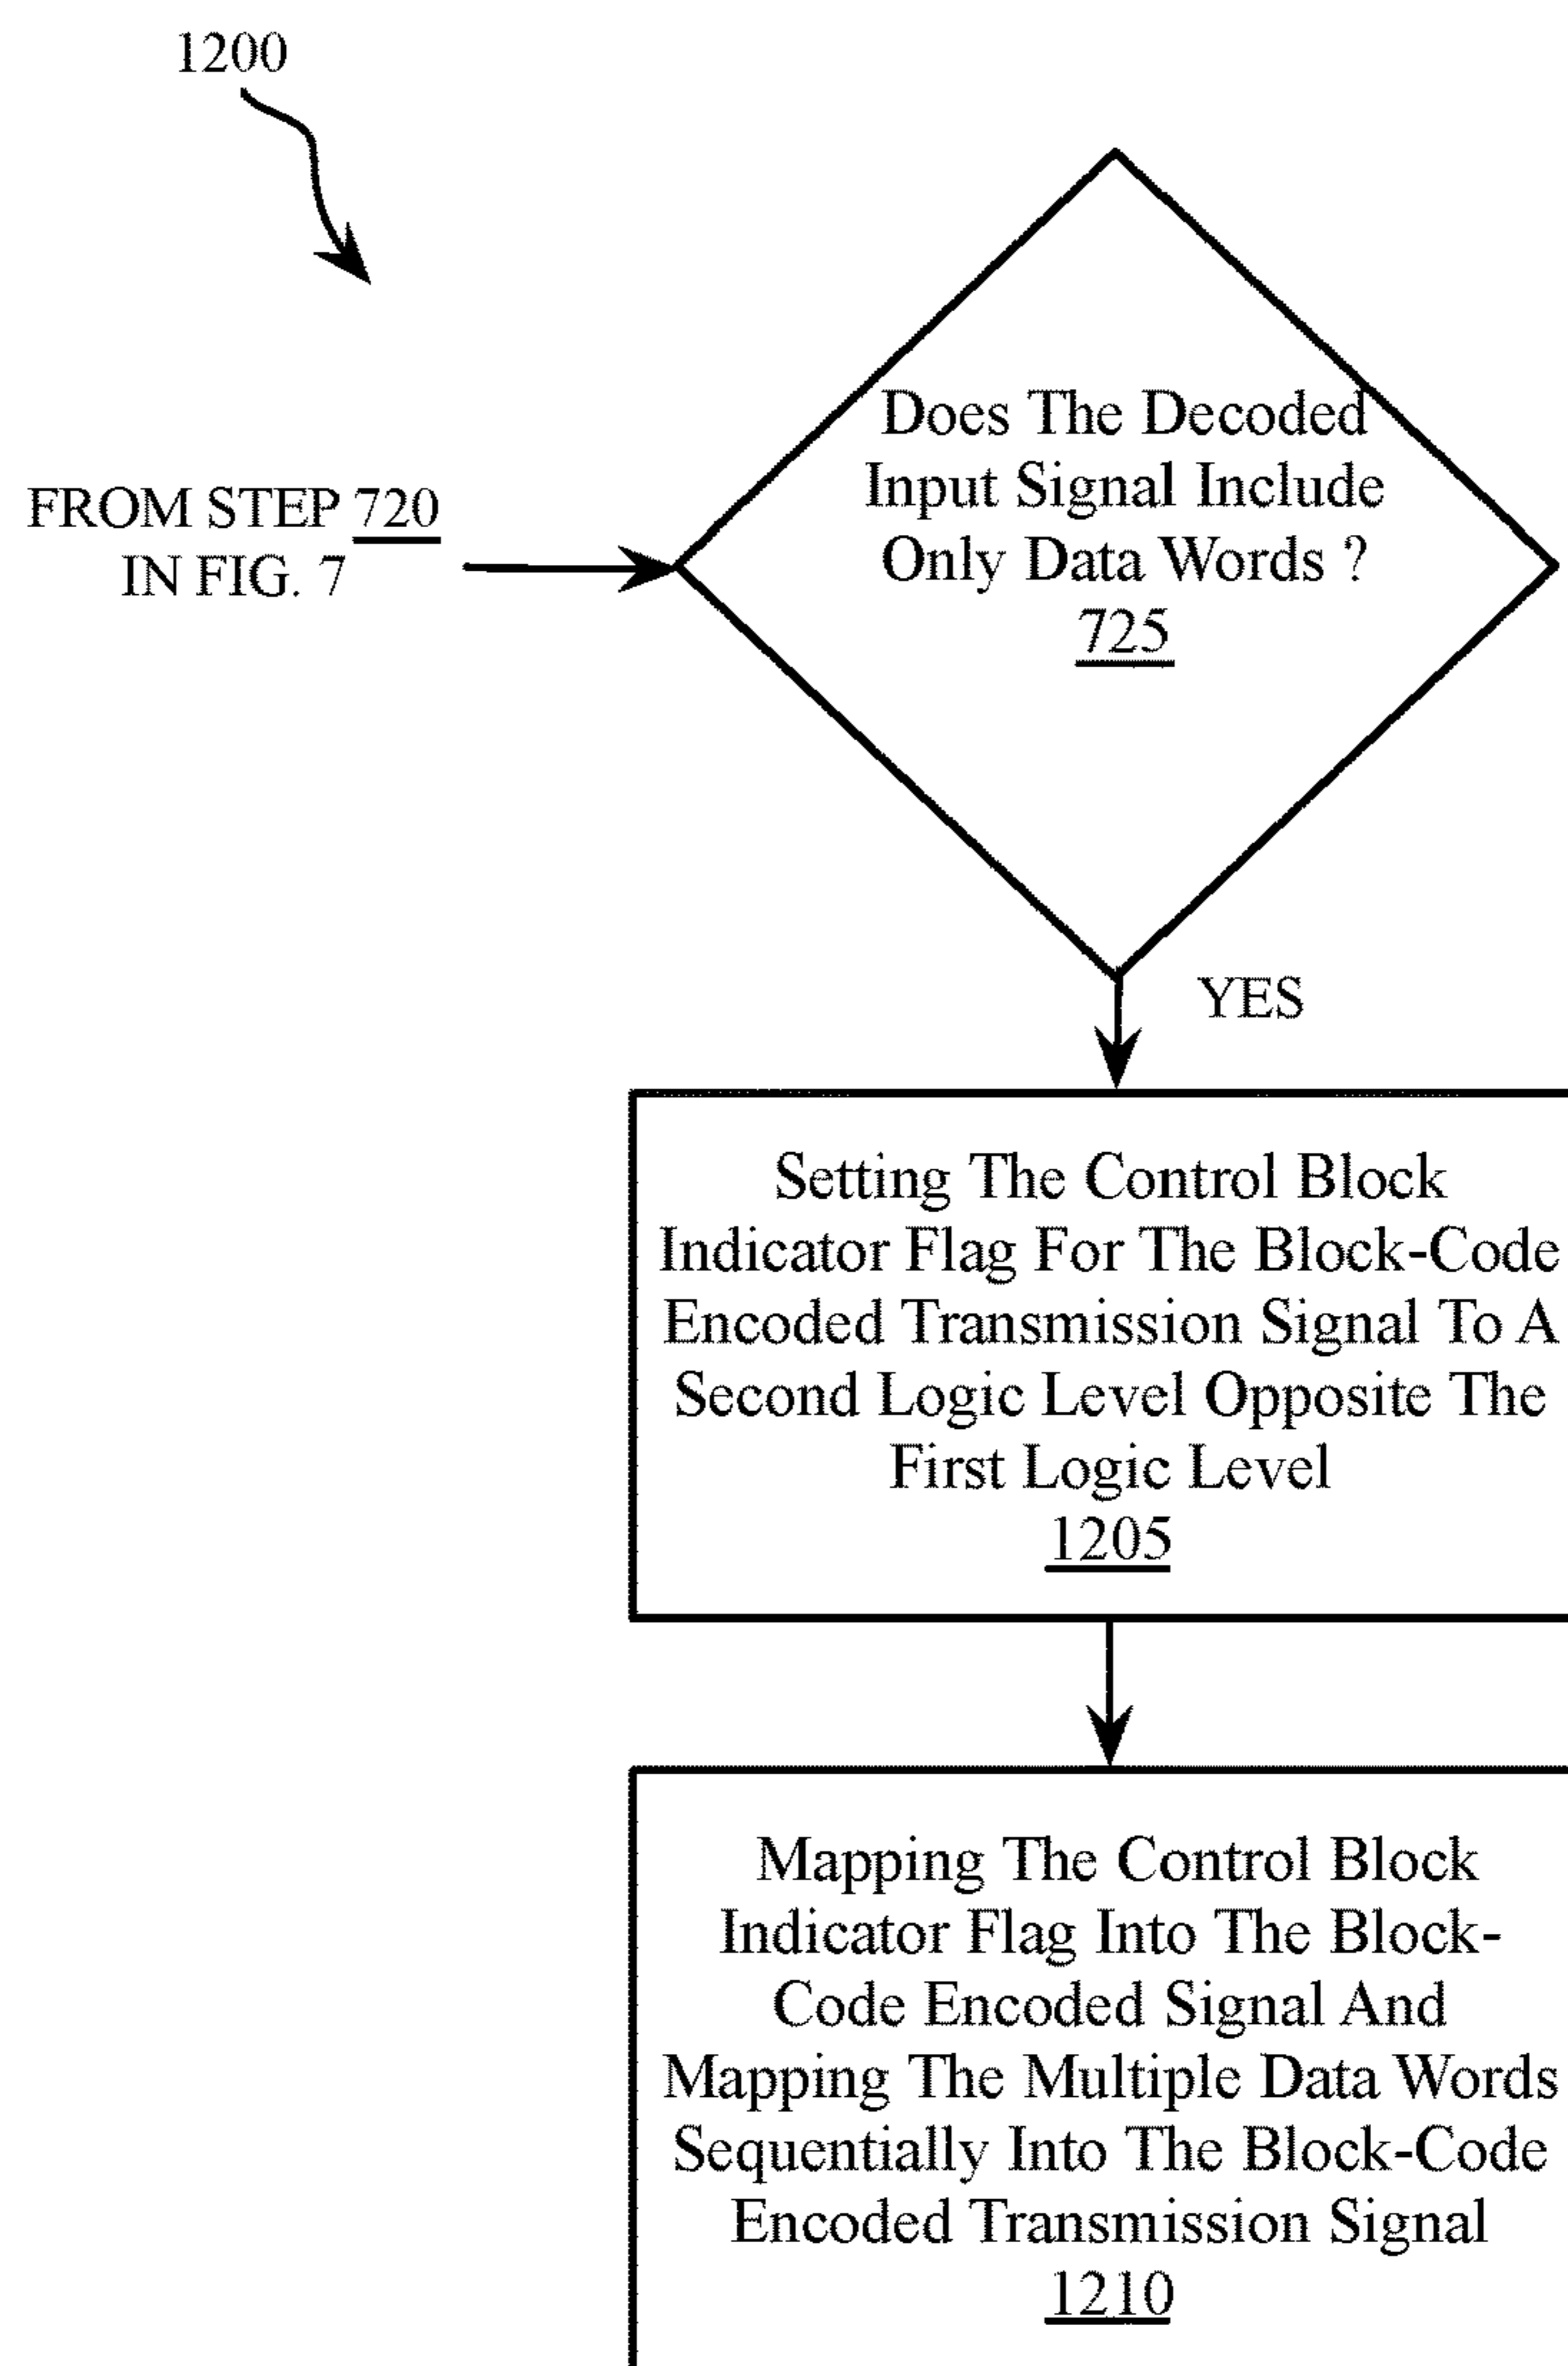 1200
Does The Decoded
Input Signal Include
Only Data Words ?
725
FROM STEP 720
IN FIG. 7
YES
Setting The Control Block
Indicator Flag For The Block-Code
Encoded Transmission Signal To A
Second Logic Level Opposite The
First Logic Level
1205
Mapping The Control Block
Indicator Flag Into The Block-
Code Encoded Signal And
Mapping The Multiple Data Words
Sequentially Into The Block-Code
Encoded Transmission Signal
1210